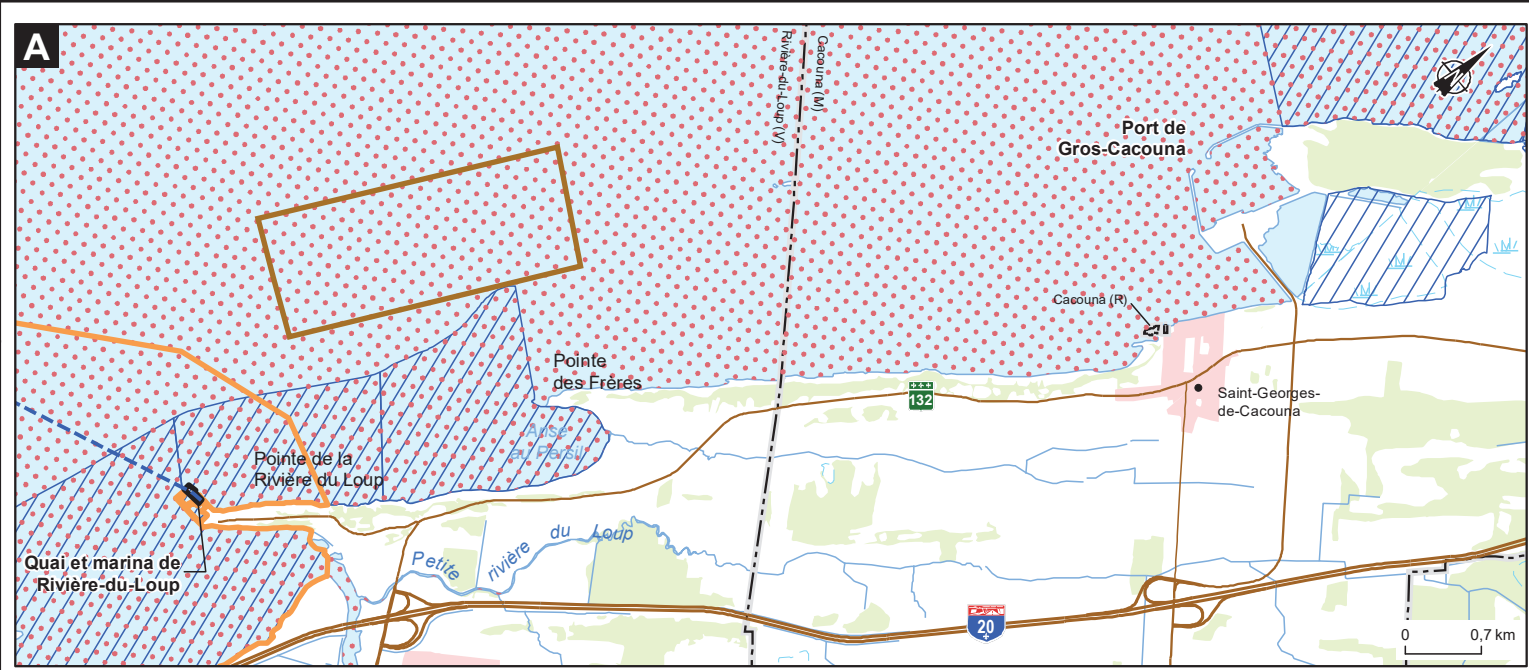 A
Rivière-du-Loup (V)
Cacouna (M)
Port de
Gros-Cacouna
Cacouna (R)
Pointe
des Frères
132
Saint-Georges-
de-Cacouna
Anse
au Persil
Pointe de la
Rivière du Loup
Quai et marina de
Rivière-du-Loup
Petite rivière du Loup
20
0 0,7 km